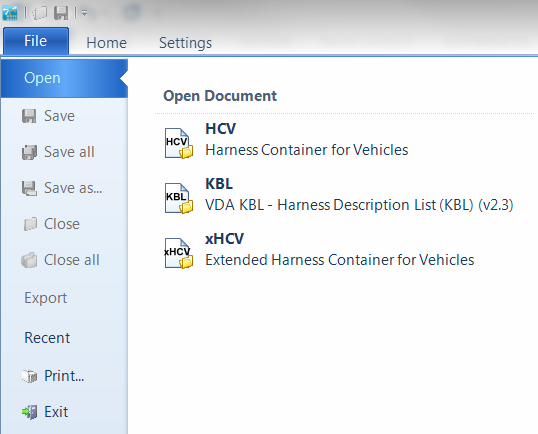 File Home Settings
Open
Save
Save all
Save as...
Close
Close all
Export
Recent
Print...
Exit
Open Document
HCV
HCV
Harness Container for Vehicles
KBL
KBL
VDA KBL - Harness Description List (KBL) (v2.3)
xHCV
xHCV
Extended Harness Container for Vehicles